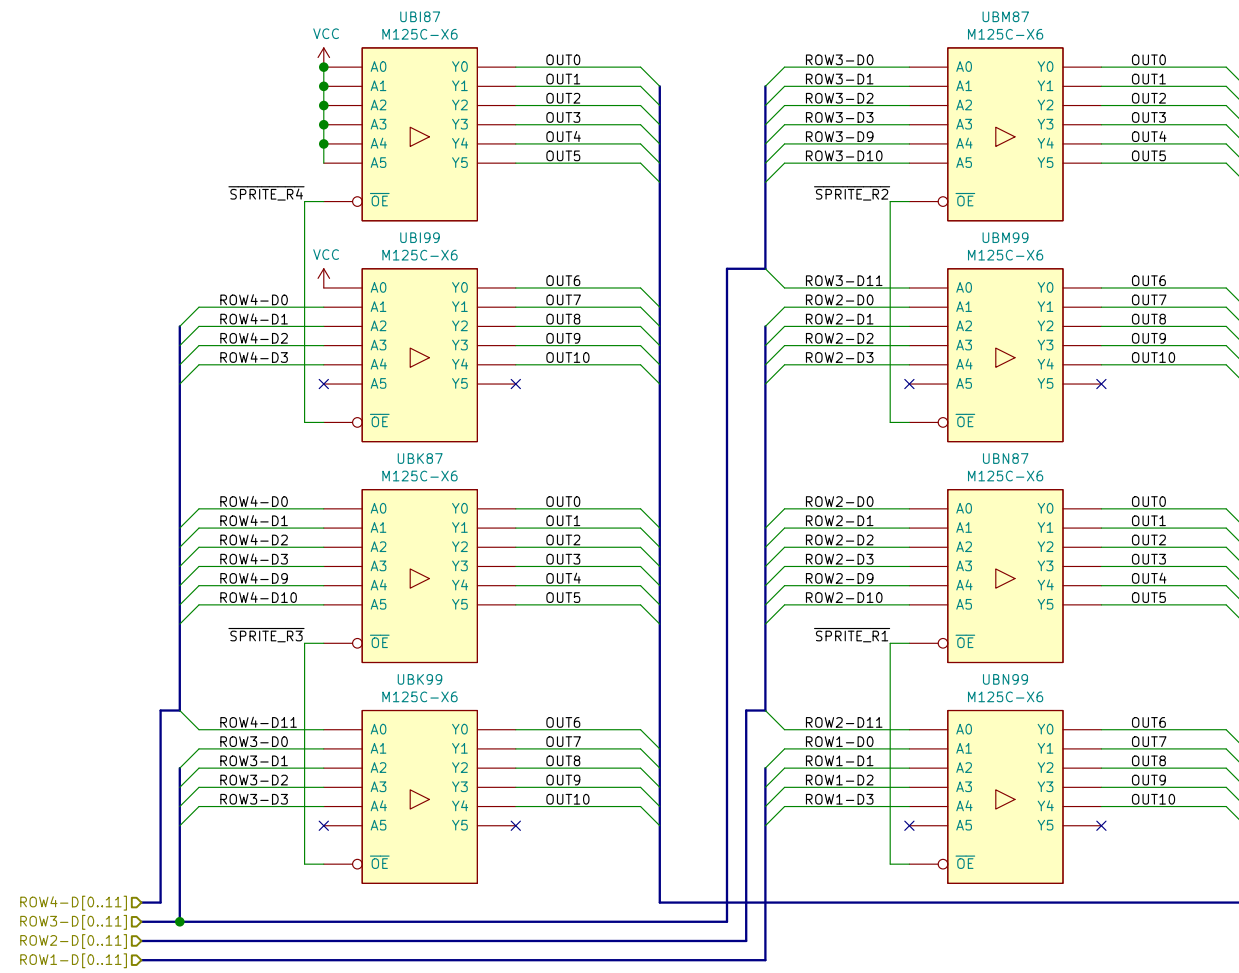 UBI87
M125C-X6
VCC
A0 Y0 OUT0
A1 Y1 OUT1
A2 Y2 OUT2
A3 Y3 OUT3
A4 Y4 OUT4
A5 Y5 OUT5
SPRITE_R4 OE
UBI99
M125C-X6
VCC
A0 Y0 OUT6
ROW4-D0 A1 Y1 OUT7
ROW4-D1 A2 Y2 OUT8
ROW4-D2 A3 Y3 OUT9
ROW4-D3 A4 Y4 OUT10
A5 Y5
OE
UBK87
M125C-X6
ROW4-D0 A0 Y0 OUT0
ROW4-D1 A1 Y1 OUT1
ROW4-D2 A2 Y2 OUT2
ROW4-D3 A3 Y3 OUT3
ROW4-D9 A4 Y4 OUT4
ROW4-D10 A5 Y5 OUT5
SPRITE_R3 OE
UBK99
M125C-X6
ROW4-D11 A0 Y0 OUT6
ROW3-D0 A1 Y1 OUT7
ROW3-D1 A2 Y2 OUT8
ROW3-D2 A3 Y3 OUT9
ROW3-D3 A4 Y4 OUT10
A5 Y5
OE
UBM87
M125C-X6
ROW3-D0 A0 Y0 OUT0
ROW3-D1 A1 Y1 OUT1
ROW3-D2 A2 Y2 OUT2
ROW3-D3 A3 Y3 OUT3
ROW3-D9 A4 Y4 OUT4
ROW3-D10 A5 Y5 OUT5
SPRITE_R2 OE
UBM99
M125C-X6
ROW3-D11 A0 Y0 OUT6
ROW2-D0 A1 Y1 OUT7
ROW2-D1 A2 Y2 OUT8
ROW2-D2 A3 Y3 OUT9
ROW2-D3 A4 Y4 OUT10
A5 Y5
OE
UBN87
M125C-X6
ROW2-D0 A0 Y0 OUT0
ROW2-D1 A1 Y1 OUT1
ROW2-D2 A2 Y2 OUT2
ROW2-D3 A3 Y3 OUT3
ROW2-D9 A4 Y4 OUT4
ROW2-D10 A5 Y5 OUT5
SPRITE_R1 OE
UBN99
M125C-X6
ROW2-D11 A0 Y0 OUT6
ROW1-D0 A1 Y1 OUT7
ROW1-D1 A2 Y2 OUT8
ROW1-D2 A3 Y3 OUT9
ROW1-D3 A4 Y4 OUT10
A5 Y5
OE
ROW4-D[0..11]
ROW3-D[0..11]
ROW2-D[0..11]
ROW1-D[0..11]